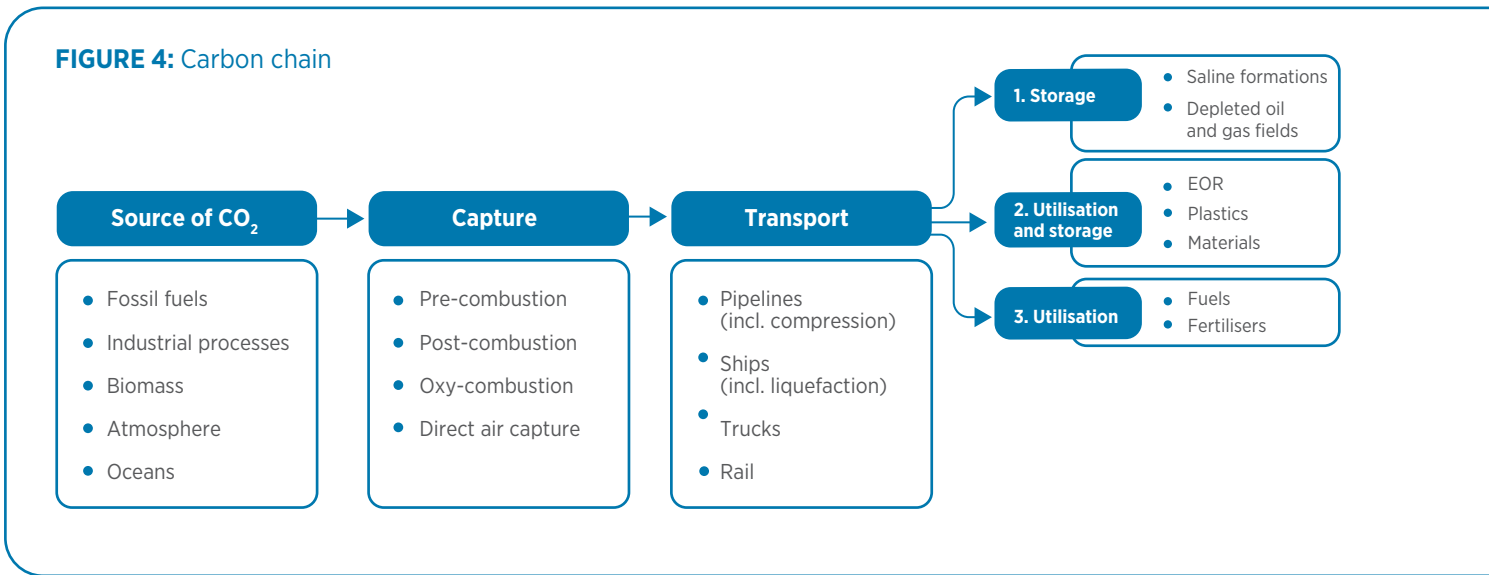 FIGURE 4: Carbon chain
Source of CO₂
Fossil fuels
Industrial processes
Biomass
Atmosphere
Oceans
Capture
Pre-combustion
Post-combustion
Oxy-combustion
Direct air capture
Transport
Pipelines
(incl. compression)
Ships
(incl. liquefaction)
Trucks
Rail
1. Storage
Saline formations
Depleted oil
and gas fields
2. Utilisation
and storage
EOR
Plastics
Materials
3. Utilisation
Fuels
Fertilisers